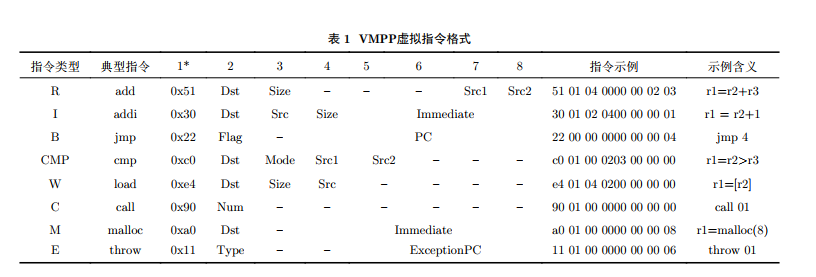 表 1 VMPP虚拟指令格式
指令类型 典型指令 1* 2 3 4 5 6 7 8 指令示例 示例含义
R add 0x51 Dst Size – – – Src1 Src2 51 01 04 0000 00 02 03 r1=r2+r3
I addi 0x30 Dst Src Size Immediate 30 01 02 0400 00 00 01 r1 = r2+1
B jmp 0x22 Flag – PC 22 00 00 0000 00 00 04 jmp 4
CMP cmp 0xc0 Dst Mode Src1 Src2 – – – c0 01 00 0203 00 00 00 r1=r2>r3
W load 0xe4 Dst Size Src – – – – e4 01 04 0200 00 00 00 r1=[r2]
C call 0x90 Num – – – – – – 90 01 00 0000 00 00 00 call 01
M malloc 0xa0 Dst – Immediate a0 01 00 0000 00 00 08 r1=malloc(8)
E throw 0x11 Type – – ExceptionPC 11 01 00 0000 00 00 06 throw 01